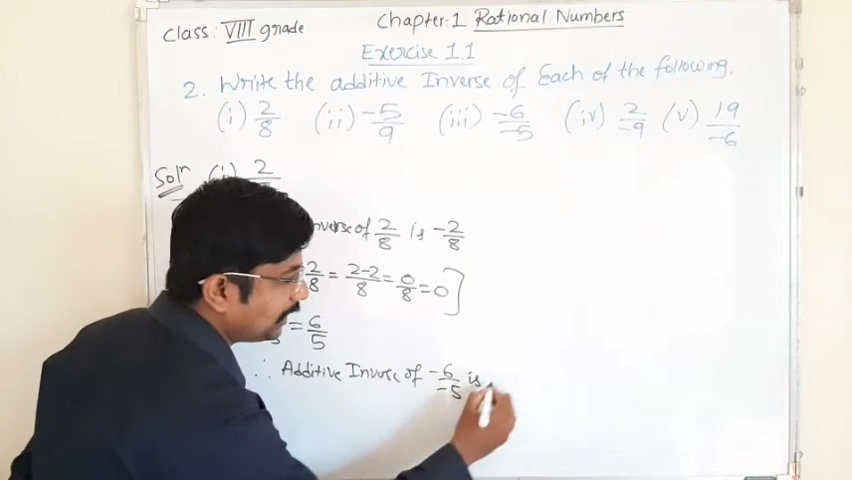 Class: VIII grade Chapter:1 Rational Numbers
Exercise 1.1
2. Write the additive Inverse of Each of the following.
(i) 2/8 (ii) -5/9 (iii) -6/-5 (iv) 2/-9 (v) 19/-6
Solⁿ (i) 2
of 2/8 is -2/8
2/8 = 2-2/8 = 0/8 = 0]
= 6/5
∴ Additive Inverse of -6/-5 is